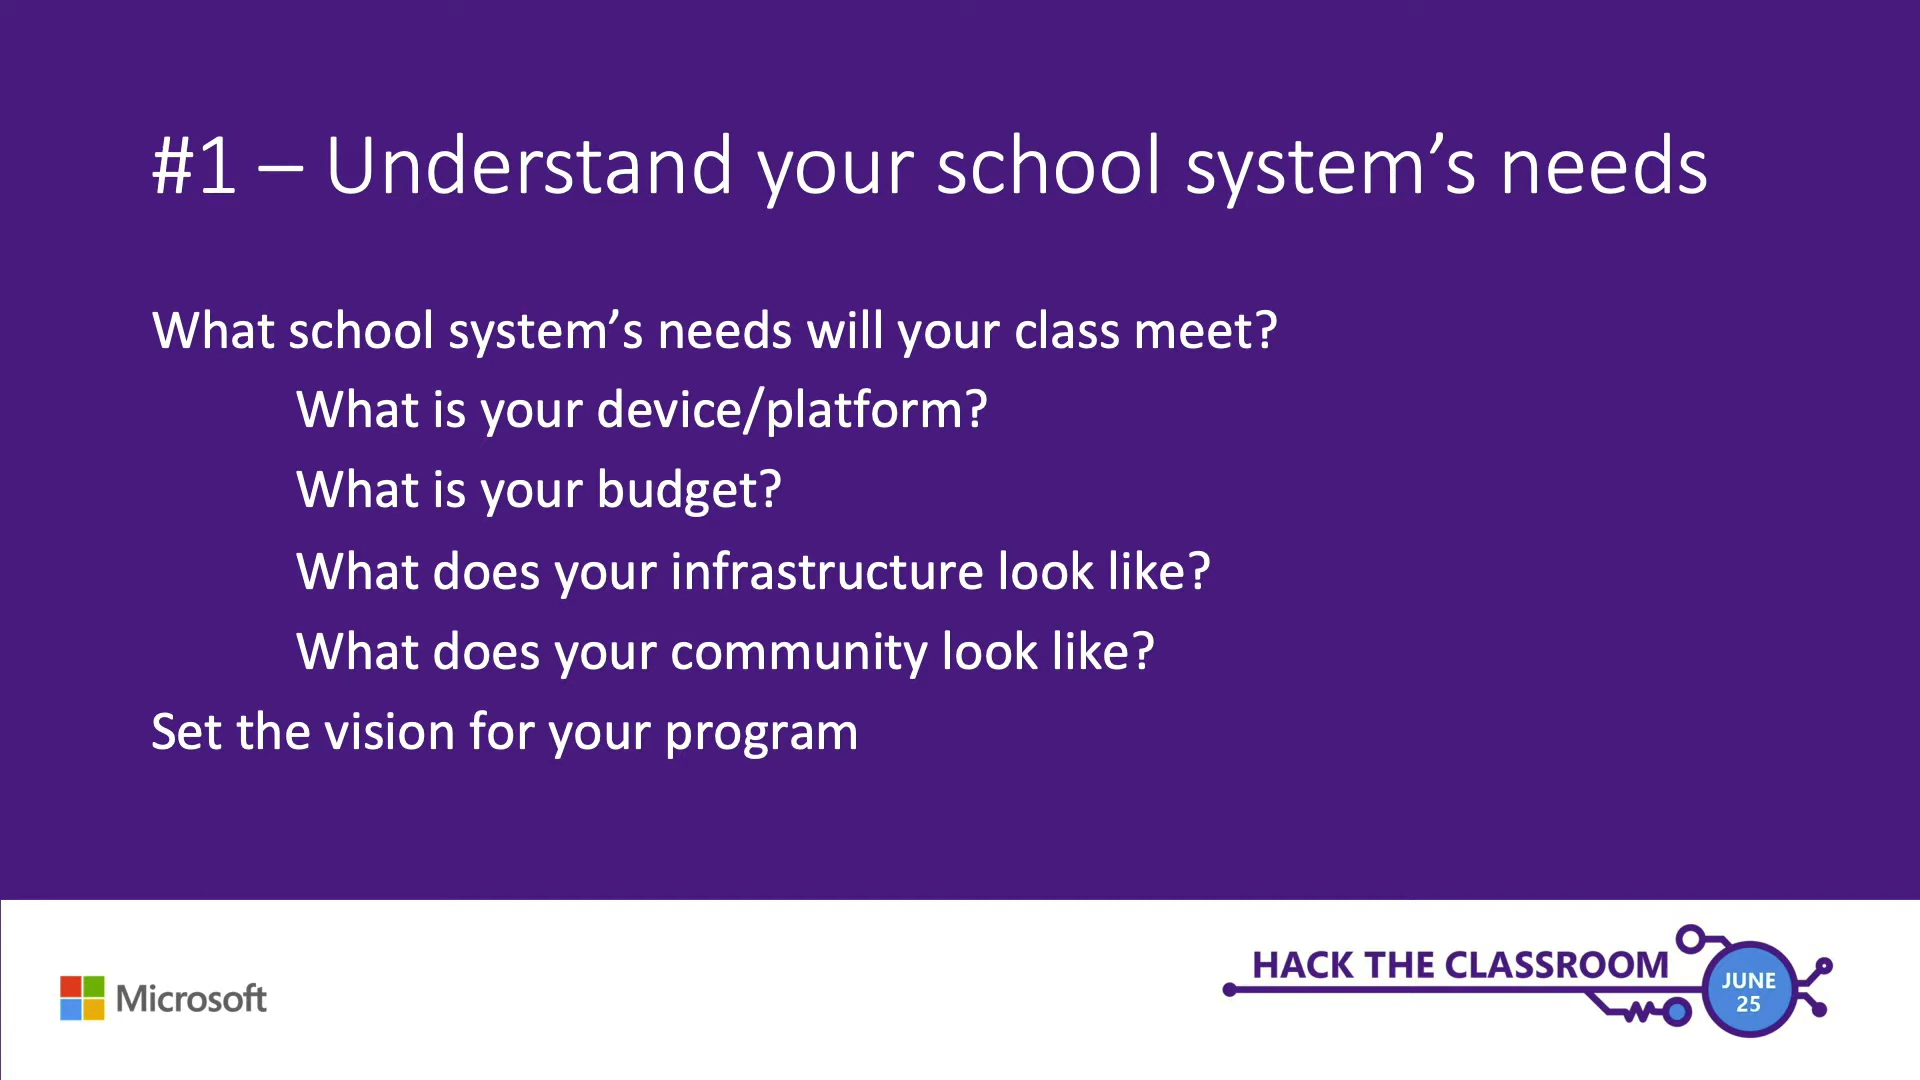 #1 – Understand your school system’s needs
What school system’s needs will your class meet?
What is your device/platform?
What is your budget?
What does your infrastructure look like?
What does your community look like?
Set the vision for your program
Microsoft
HACK THE CLASSROOM
JUNE
25